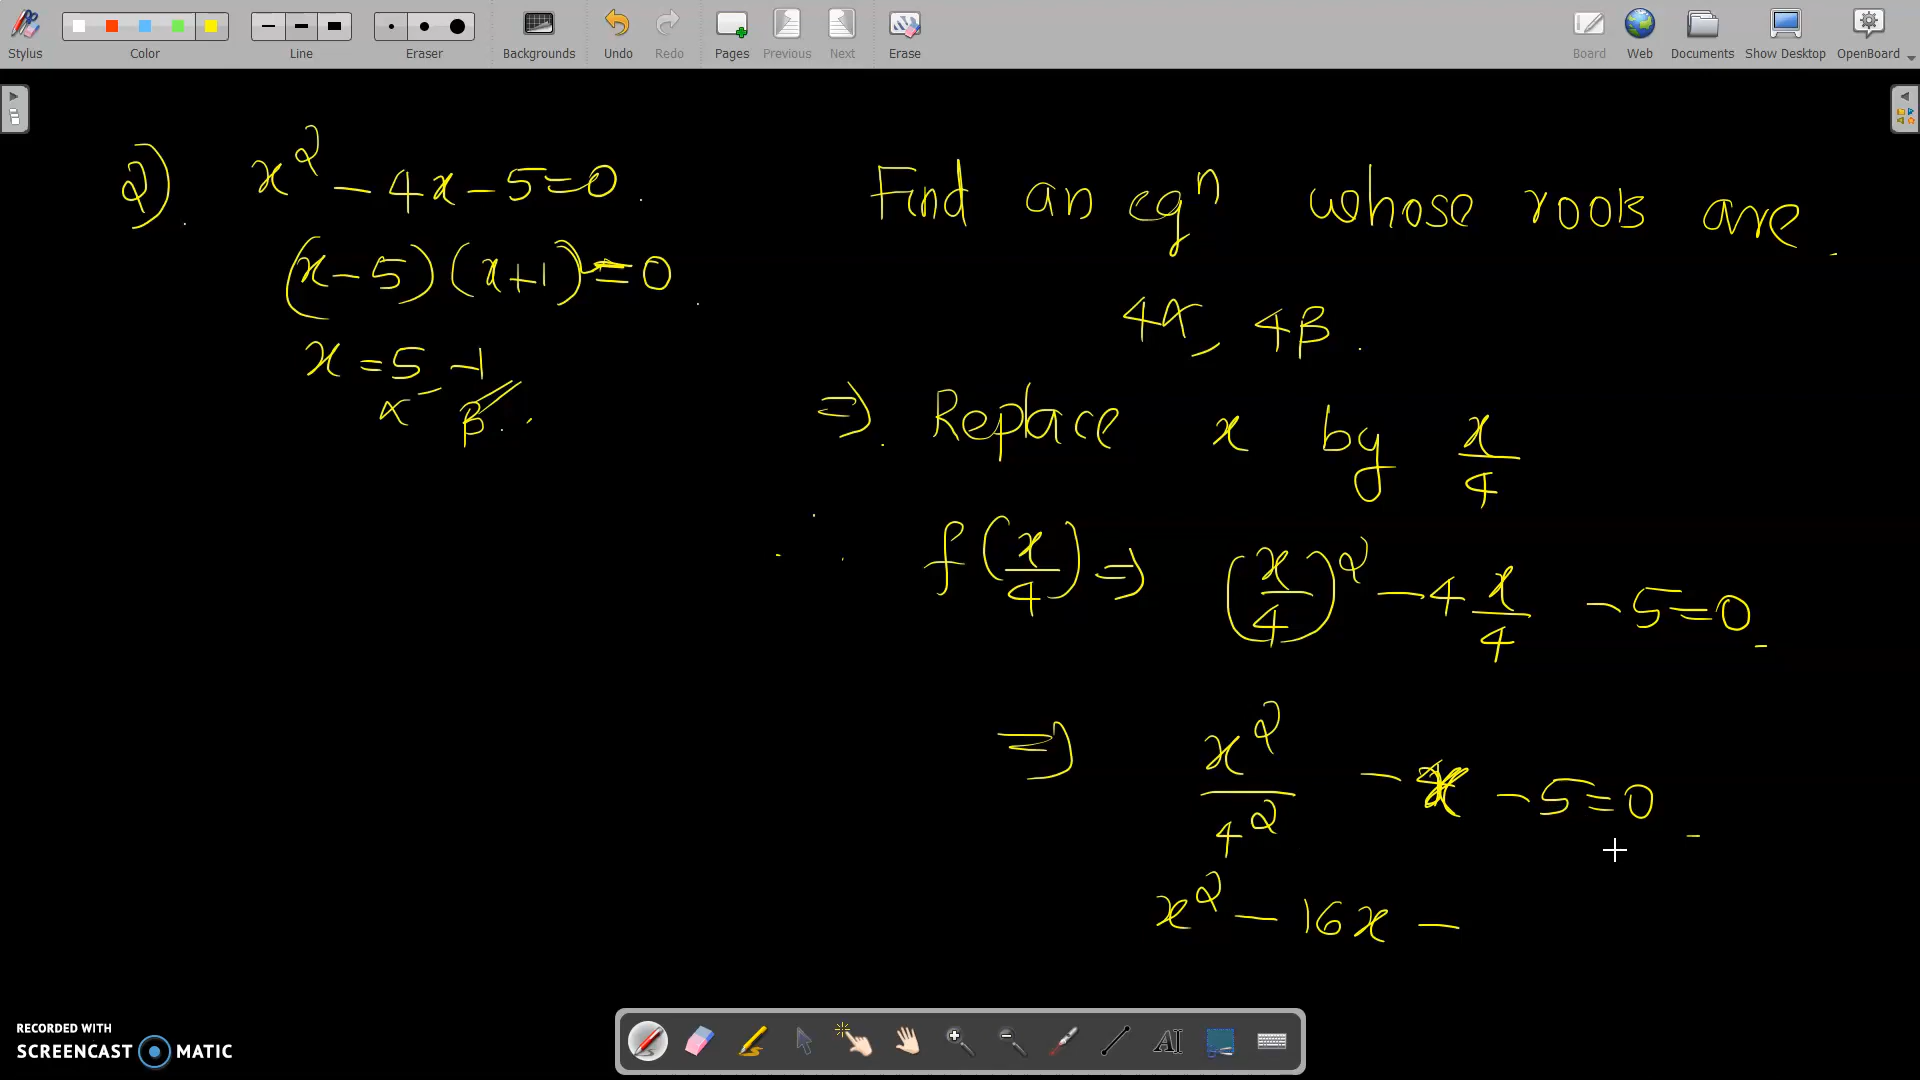 Stylus Color Line Eraser Backgrounds Undo Redo Pages Previous Next Erase Board Web Documents Show Desktop OpenBoard
2). x² - 4x - 5 = 0.
(x - 5) (x + 1) = 0
x = 5 -1
α β
Find an eqⁿ whose roots are
4α, 4β.
⇒ Replace x by x/4
f(x/4) ⇒ (x/4)² - 4 x/4 - 5 = 0
⇒ x²/4² - x - 5 = 0
x² - 16x -
RECORDED WITH
SCREENCAST MATIC